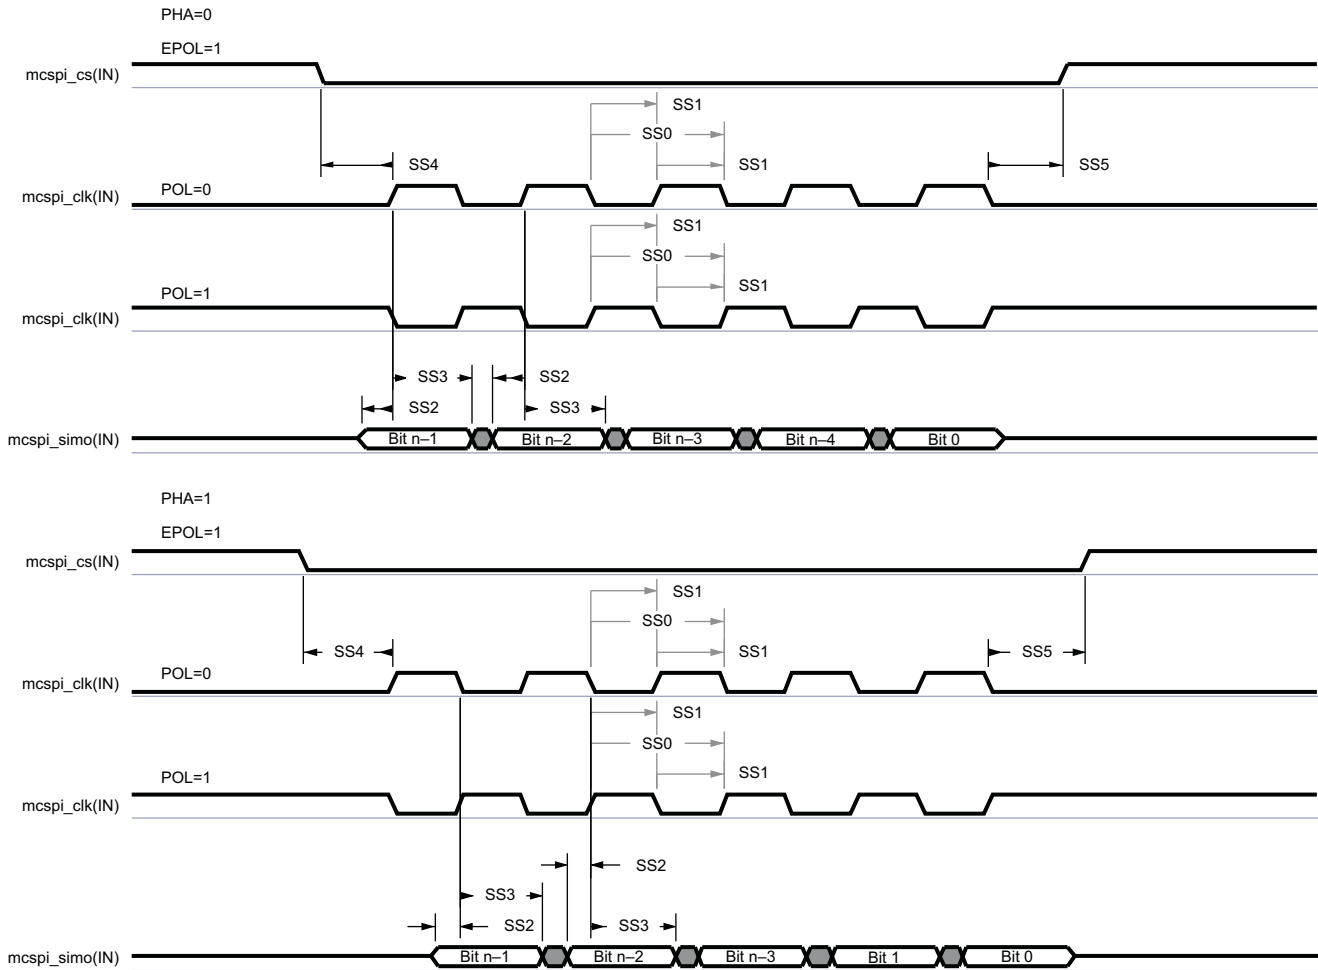 PHA=0
EPOL=1
mcspi_cs(IN)
SS1
SS0
SS4
SS1
SS5
POL=0
mcspi_clk(IN)
SS1
SS0
SS1
POL=1
mcspi_clk(IN)
SS3
SS2
SS2
SS3
mcspi_simo(IN)
Bit n–1
Bit n–2
Bit n–3
Bit n–4
Bit 0
PHA=1
EPOL=1
mcspi_cs(IN)
SS1
SS0
SS4
SS1
SS5
POL=0
mcspi_clk(IN)
SS1
SS0
SS1
POL=1
mcspi_clk(IN)
SS2
SS3
SS2
SS3
mcspi_simo(IN)
Bit n–1
Bit n–2
Bit n–3
Bit 1
Bit 0